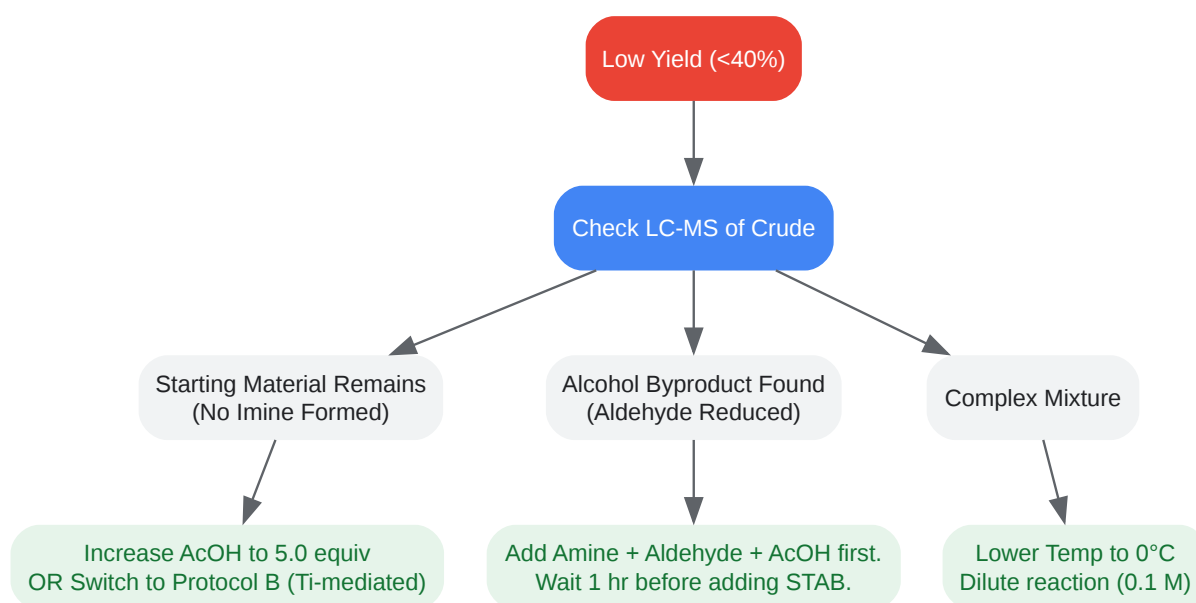 Low Yield (<40%)
Check LC-MS of Crude
Starting Material Remains
(No Imine Formed)
Alcohol Byproduct Found
(Aldehyde Reduced)
Complex Mixture
Increase AcOH to 5.0 equiv
OR Switch to Protocol B (Ti-mediated)
Add Amine + Aldehyde + AcOH first.
Wait 1 hr before adding STAB.
Lower Temp to 0°C
Dilute reaction (0.1 M)